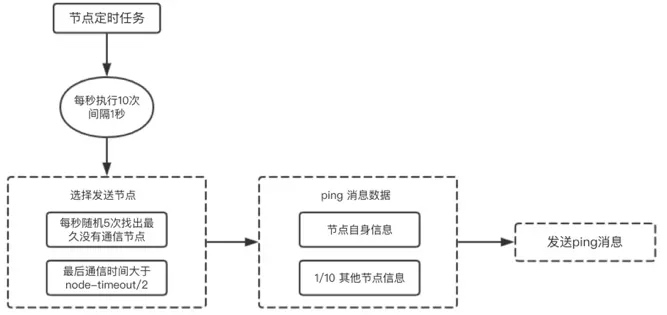 节点定时任务
每秒执行10次
间隔1秒
选择发送节点
每秒随机5次找出最
久没有通信节点
最后通信时间大于
node-timeout/2
ping 消息数据
节点自身信息
1/10 其他节点信息
发送ping消息